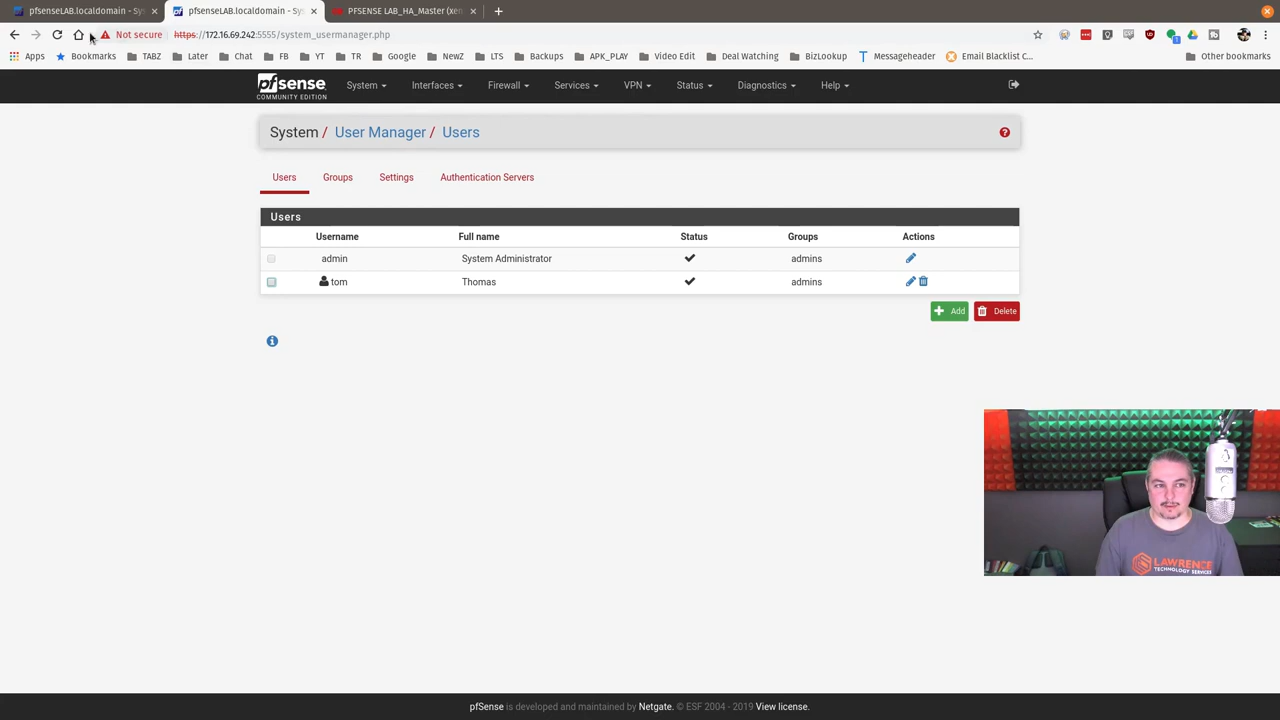 pfsenseLAB.localdomain - Sys
pfsenseLAB.localdomain - Sys
PFSENSE LAB_HA_Master (xen
Not secure
https://172.16.69.242:5555/system_usermanager.php
Apps
Bookmarks
TABZ
Later
Chat
FB
YT
TR
Google
NewZ
LTS
Backups
APK_PLAY
Video Edit
Deal Watching
BizLookup
Messageheader
Email Blacklist C...
Other bookmarks
pfsense
COMMUNITY EDITION
System
Interfaces
Firewall
Services
VPN
Status
Diagnostics
Help
System / User Manager / Users
Users
Groups
Settings
Authentication Servers
Users
Username Full name Status Groups Actions
admin System Administrator admins
tom Thomas admins
Add
Delete
LAWRENCE
TECHNOLOGY SERVICES
pfSense is developed and maintained by Netgate. © ESF 2004 - 2019 View license.